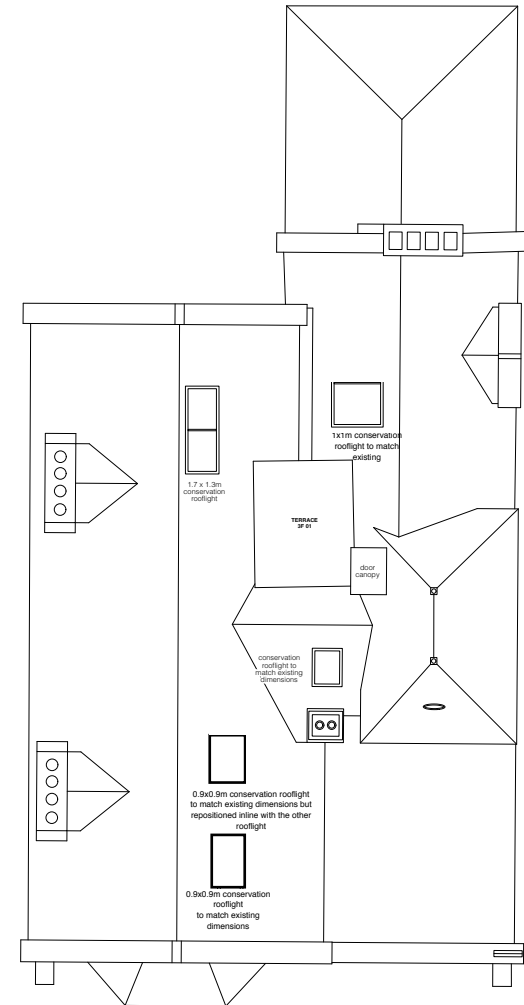 1x1m conservation
rooflight to match
existing
1.7 x 1.3m
conservation
rooflight
TERRACE
3F 01
door
canopy
conservation
rooflight to
match existing
dimensions
0.9x0.9m conservation rooflight
to match existing dimensions but
repositioned inline with the other
rooflight
0.9x0.9m conservation
rooflight
to match existing
dimensions